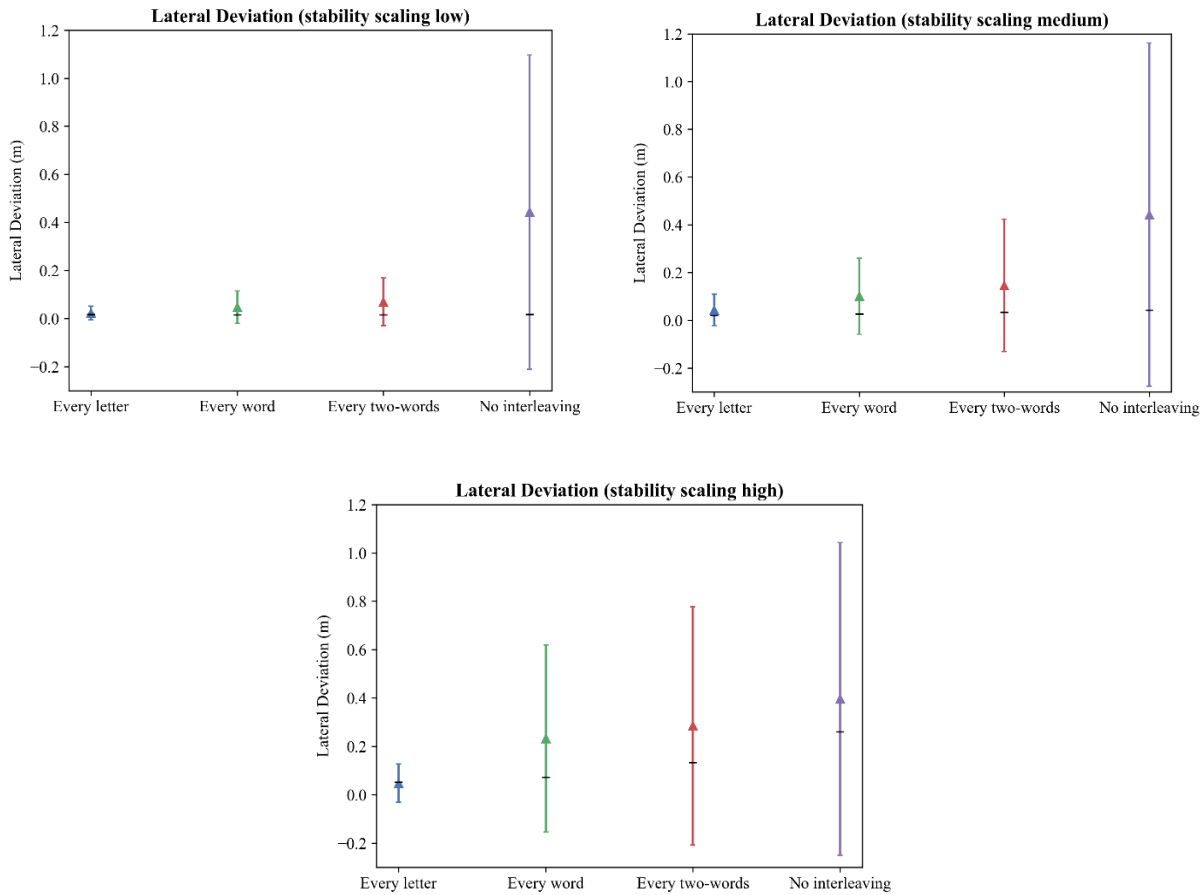 Lateral Deviation (stability scaling low)
Lateral Deviation (m)
1.2
1.0
0.8
0.6
0.4
0.2
0.0
−0.2
Every letter Every word Every two-words No interleaving
Lateral Deviation (stability scaling medium)
Lateral Deviation (m)
1.2
1.0
0.8
0.6
0.4
0.2
0.0
−0.2
Every letter Every word Every two-words No interleaving
Lateral Deviation (stability scaling high)
Lateral Deviation (m)
1.2
1.0
0.8
0.6
0.4
0.2
0.0
−0.2
Every letter Every word Every two-words No interleaving